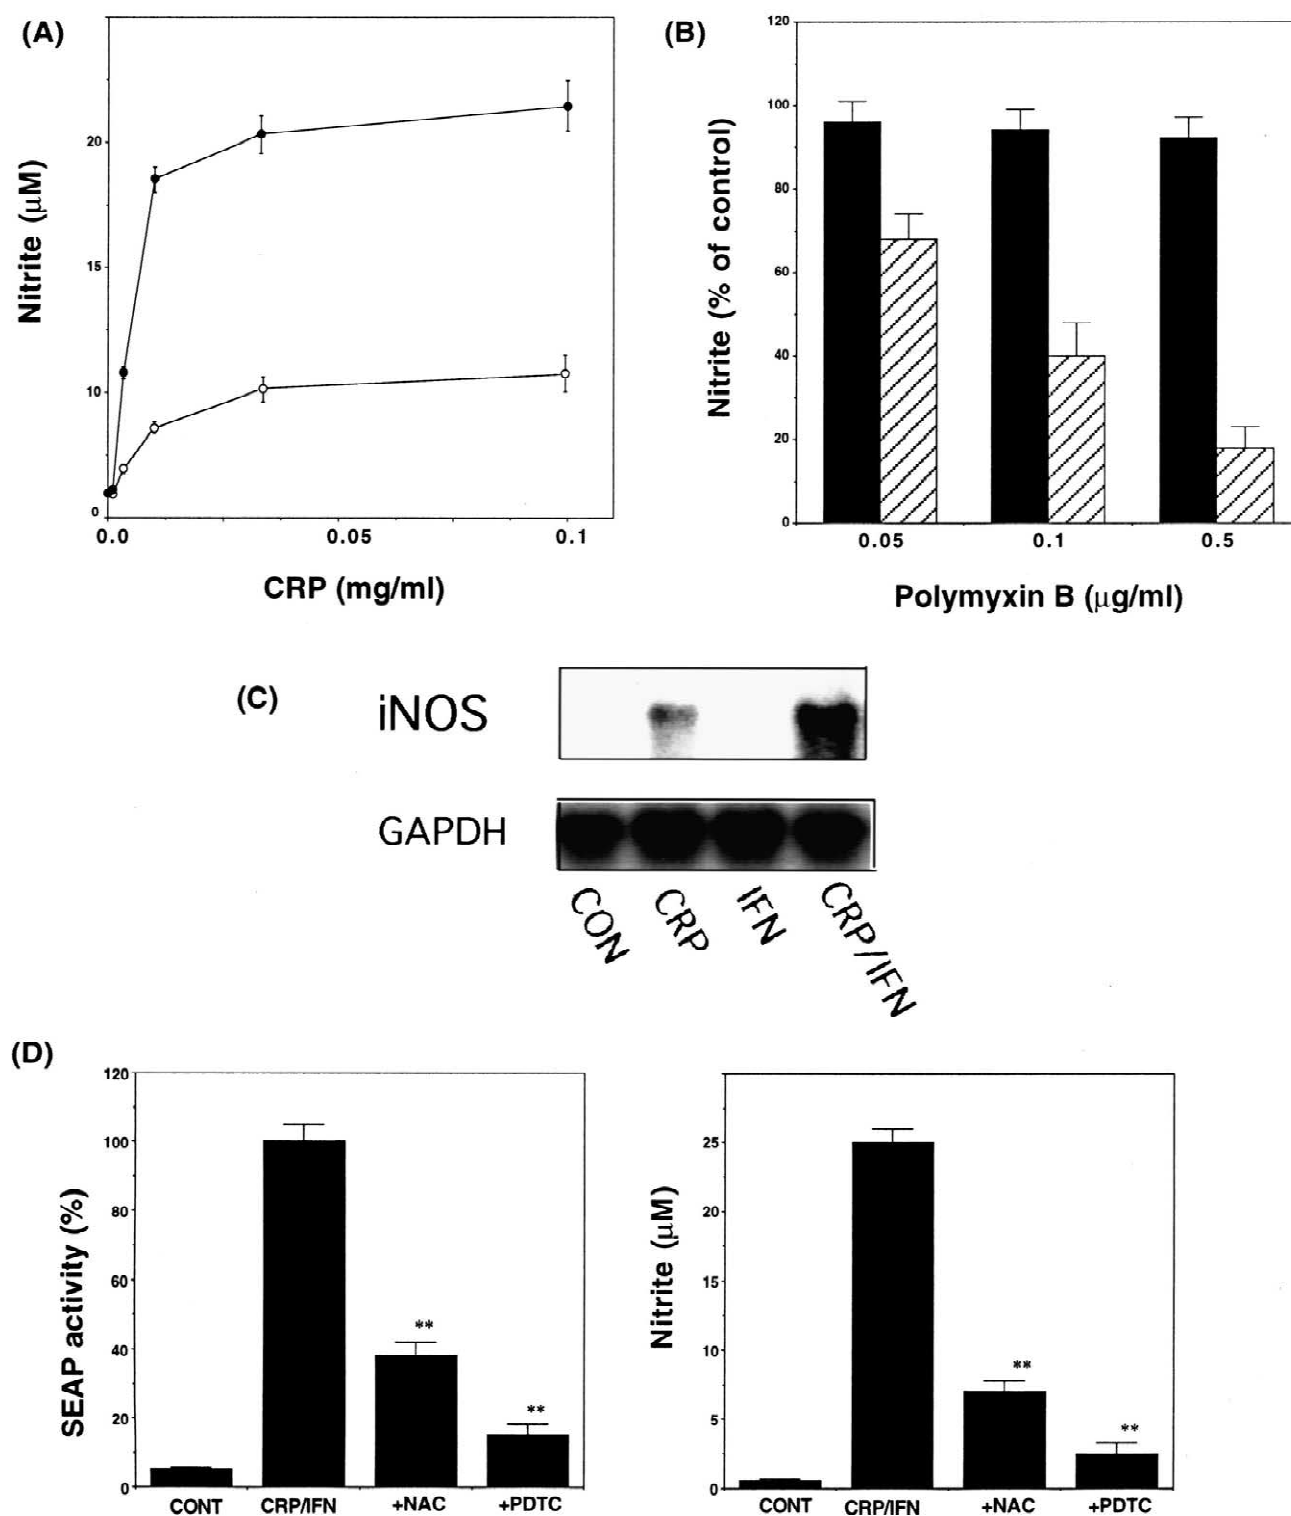 (A)
Nitrite (μM)
20
15
10
0
0.0 0.05 0.1
CRP (mg/ml)
(B)
Nitrite (% of control)
120
100
80
60
40
20
0
0.05 0.1 0.5
Polymyxin B (μg/ml)
(C)
iNOS
GAPDH
CON CRP IFN CRP/IFN
(D)
SEAP activity (%)
120
100
80
60
40
20
0
**
**
CONT CRP/IFN +NAC +PDTC
Nitrite (μM)
25
20
15
10
5
0
**
**
CONT CRP/IFN +NAC +PDTC